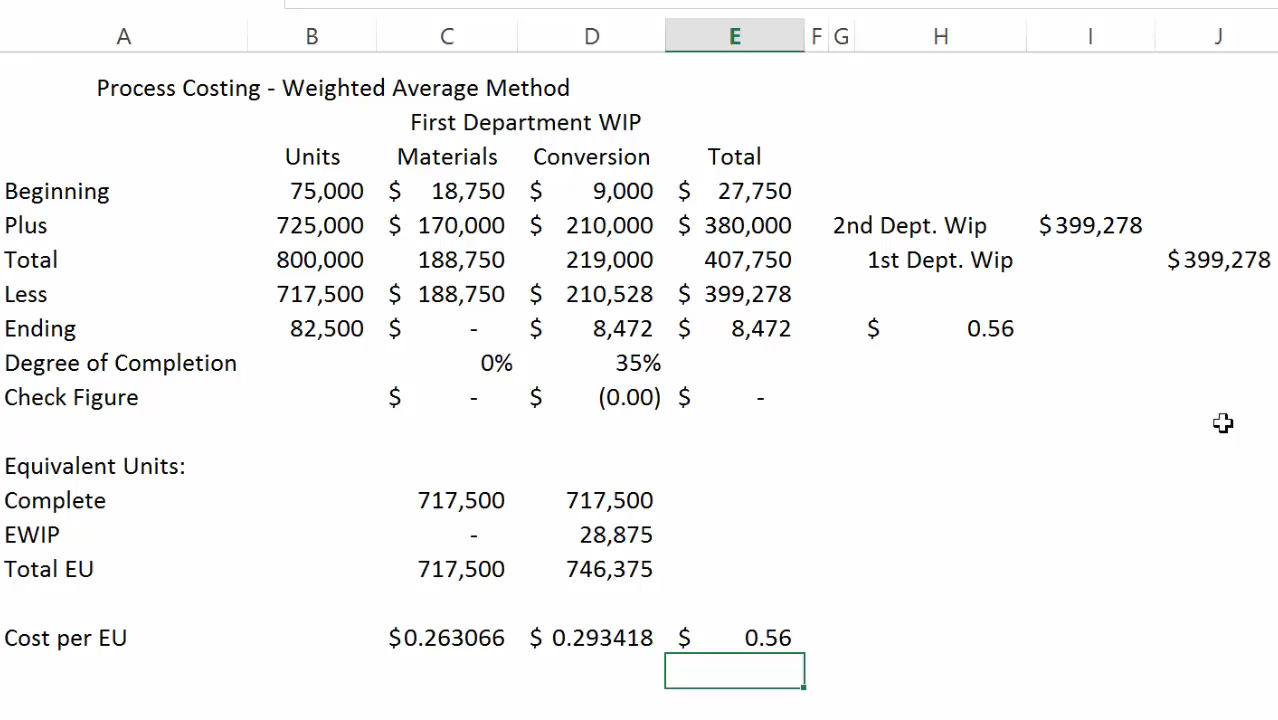 A B C D E F G H I J
Process Costing - Weighted Average Method
First Department WIP
Units Materials Conversion Total
Beginning 75,000 $ 18,750 $ 9,000 $ 27,750
Plus 725,000 $ 170,000 $ 210,000 $ 380,000 2nd Dept. Wip $399,278
Total 800,000 188,750 219,000 407,750 1st Dept. Wip $399,278
Less 717,500 $ 188,750 $ 210,528 $ 399,278
Ending 82,500 $ - $ 8,472 $ 8,472 $ 0.56
Degree of Completion 0% 35%
Check Figure $ - $ (0.00) $ -
Equivalent Units:
Complete 717,500 717,500
EWIP - 28,875
Total EU 717,500 746,375
Cost per EU $0.263066 $ 0.293418 $ 0.56